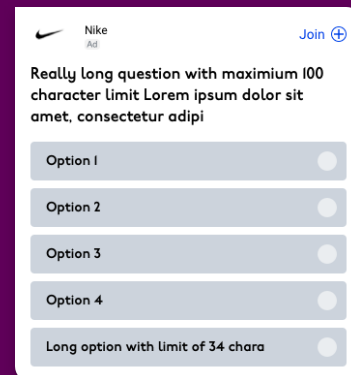 Nike
Join
Ad
Really long question with maximium 100
character limit Lorem ipsum dolor sit
amet, consectetur adipi
Option 1
Option 2
Option 3
Option 4
Long option with limit of 34 chara